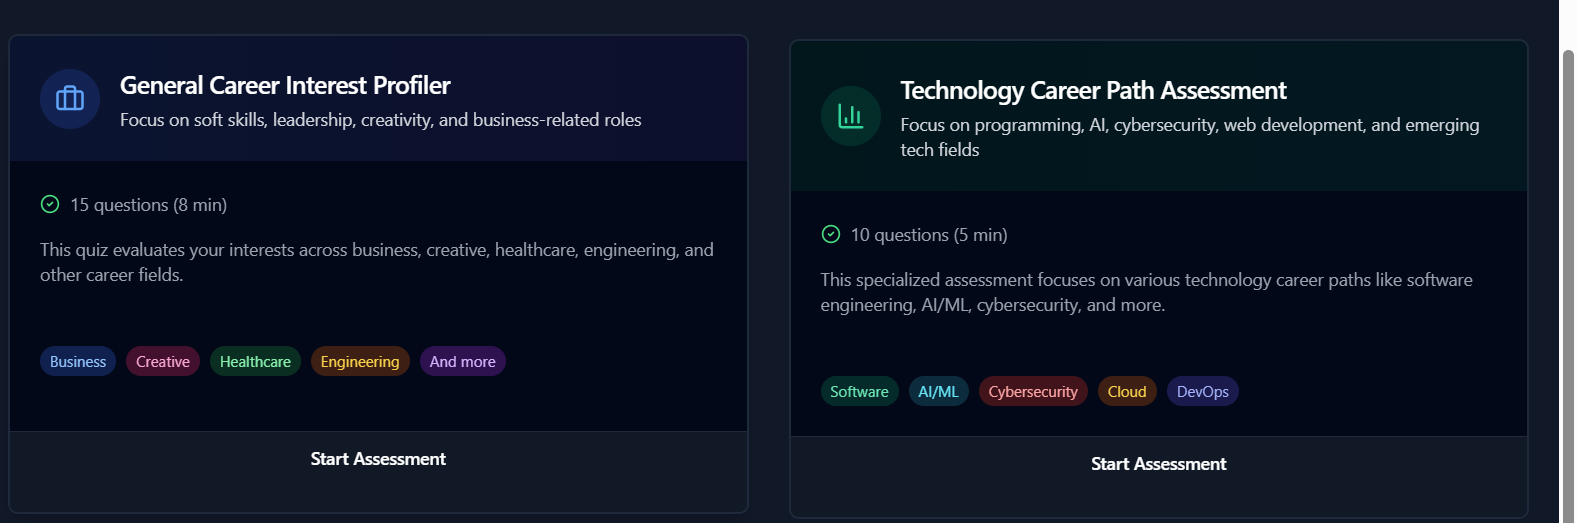 General Career Interest Profiler
Focus on soft skills, leadership, creativity, and business-related roles
15 questions (8 min)
This quiz evaluates your interests across business, creative, healthcare, engineering, and
other career fields.
Business Creative Healthcare Engineering And more
Start Assessment
Technology Career Path Assessment
Focus on programming, AI, cybersecurity, web development, and emerging
tech fields
10 questions (5 min)
This specialized assessment focuses on various technology career paths like software
engineering, AI/ML, cybersecurity, and more.
Software AI/ML Cybersecurity Cloud DevOps
Start Assessment